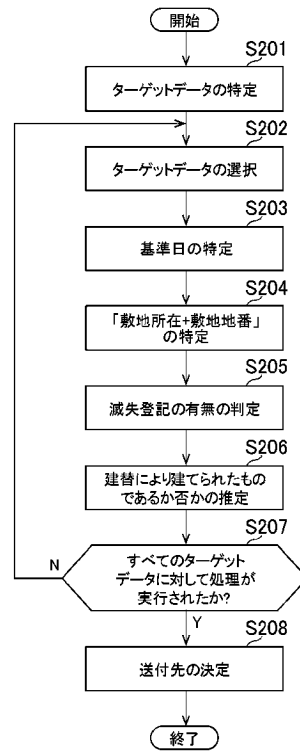 開始
S201
ターゲットデータの特定
S202
ターゲットデータの選択
S203
基準日の特定
S204
「敷地所在+敷地地番」
の特定
S205
滅失登記の有無の判定
S206
建替により建てられたもの
であるか否かの推定
S207
すべてのターゲット
データに対して処理が
実行されたか?
N
Y
S208
送付先の決定
終了